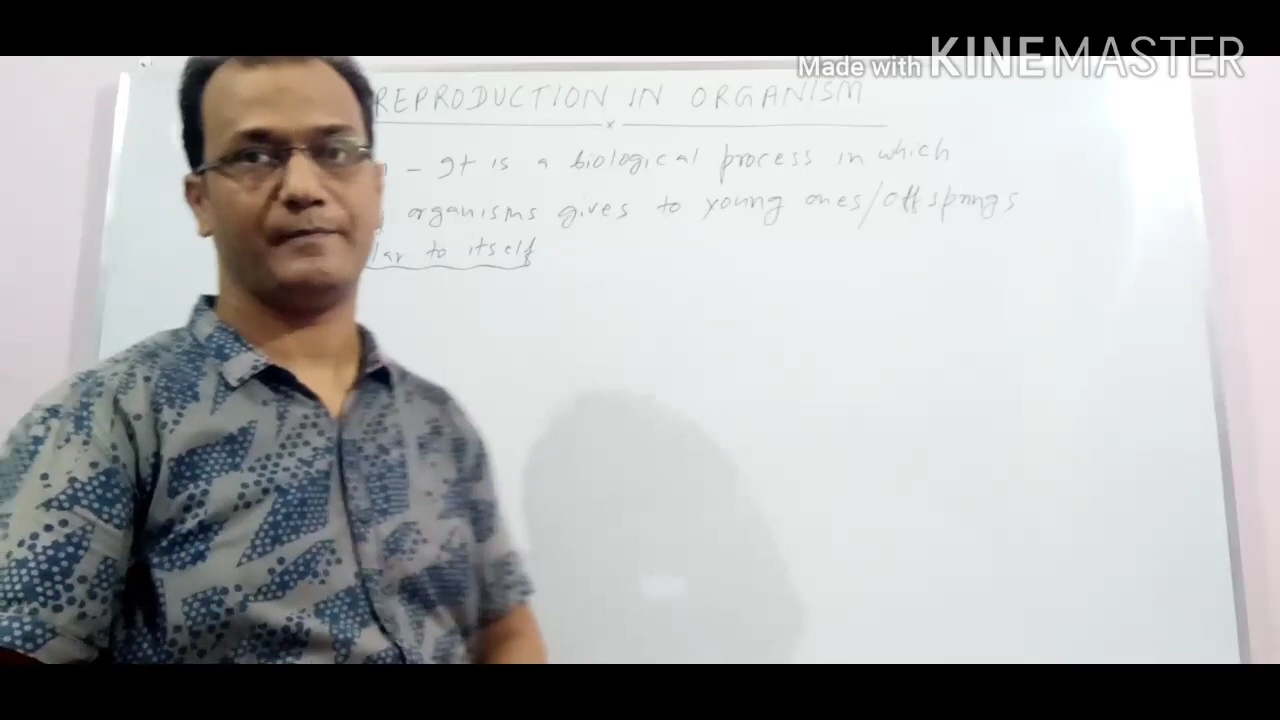 Made with KINEMASTER
REPRODUCTION IN ORGANISM
x
- It is a biological process in which
organisms gives to young ones/offsprings
lar to itself